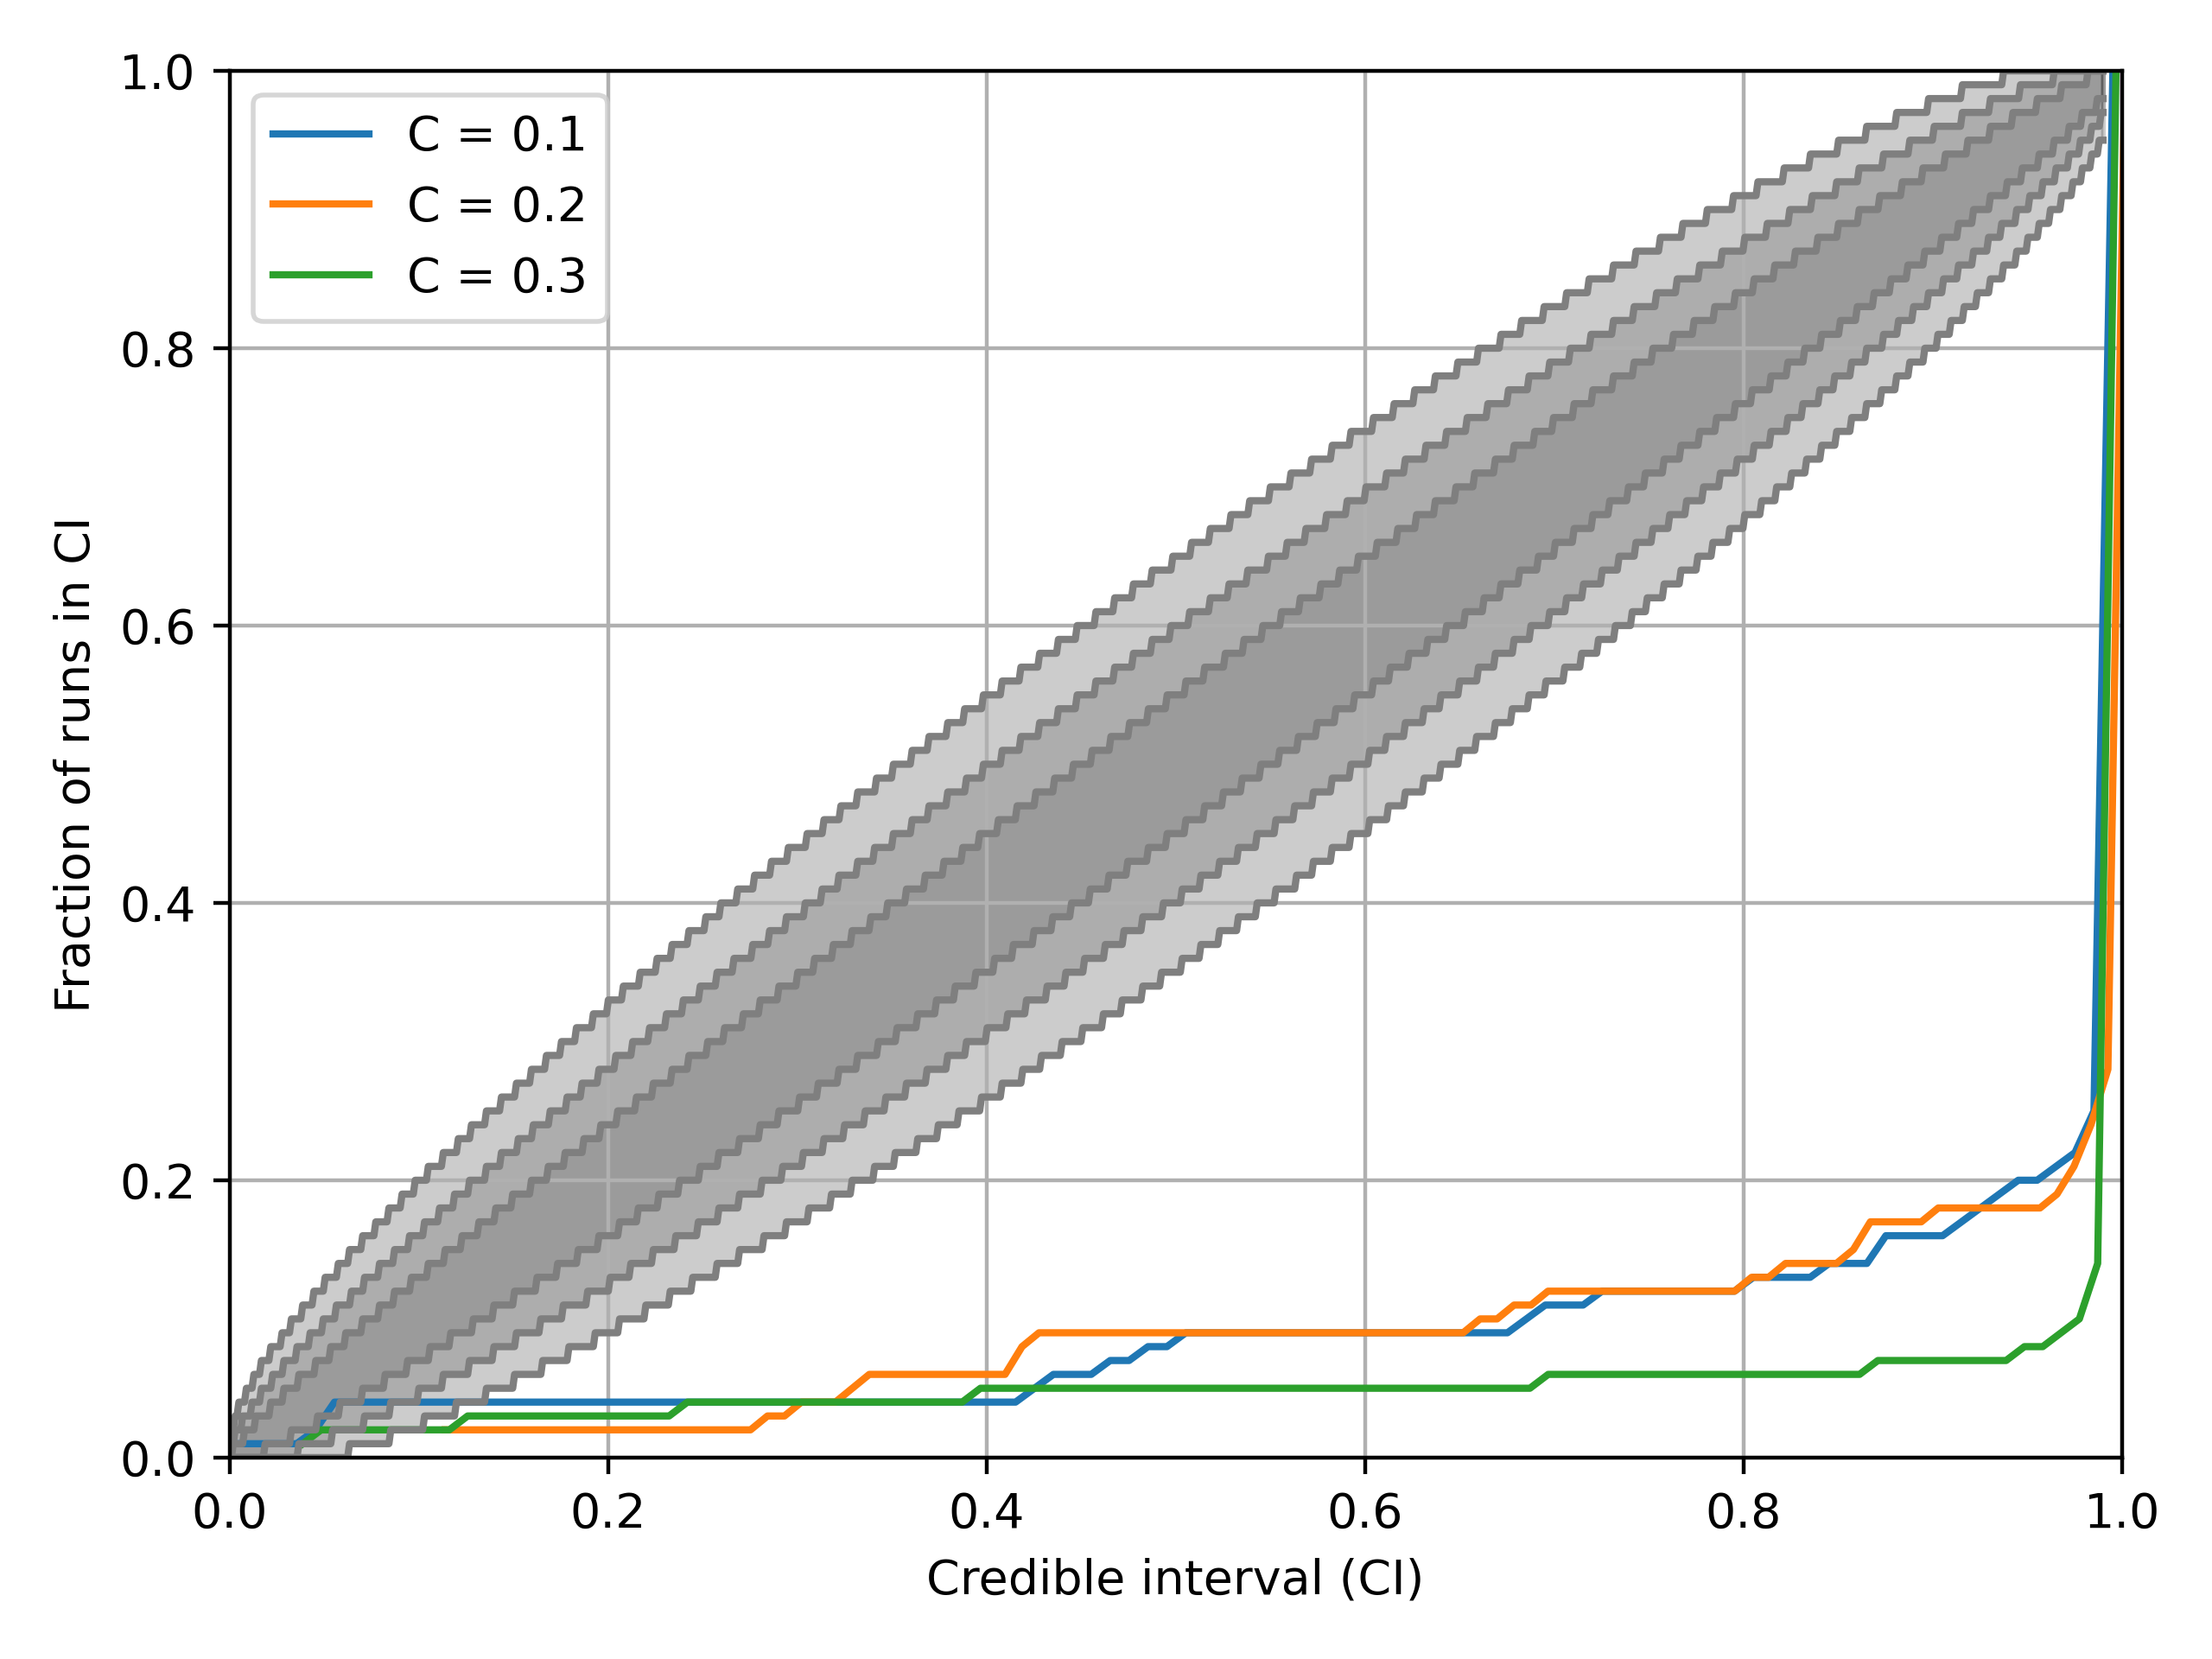 1.0
0.8
0.6
0.4
0.2
0.0
Fraction of runs in CI
C = 0.1
C = 0.2
C = 0.3
0.0 0.2 0.4 0.6 0.8 1.0
Credible interval (CI)